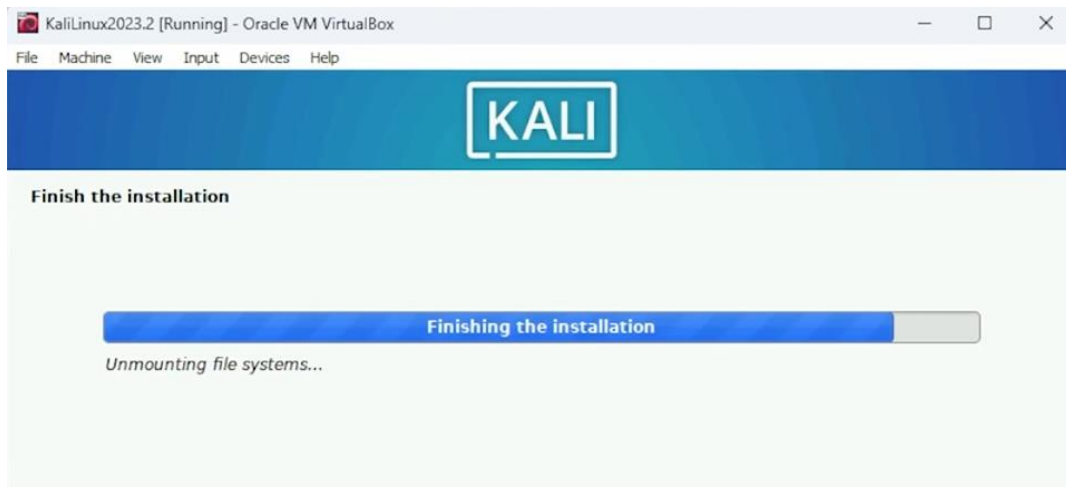 KaliLinux2023.2 [Running] - Oracle VM VirtualBox
File Machine View Input Devices Help
KALI
Finish the installation
Finishing the installation
Unmounting file systems...